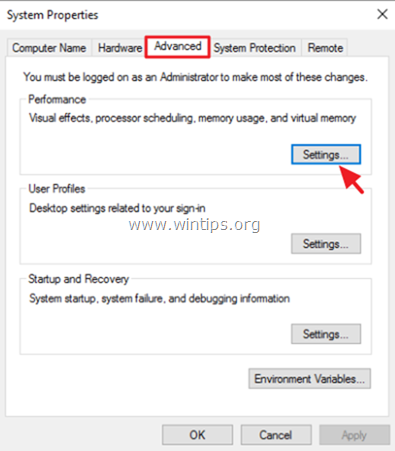 System Properties
Computer Name Hardware Advanced System Protection Remote
You must be logged on as an Administrator to make most of these changes.
Performance
Visual effects, processor scheduling, memory usage, and virtual memory
Settings...
User Profiles
Desktop settings related to your sign-in
www.wintips.org
Settings...
Startup and Recovery
System startup, system failure, and debugging information
Settings...
Environment Variables...
OK Cancel Apply